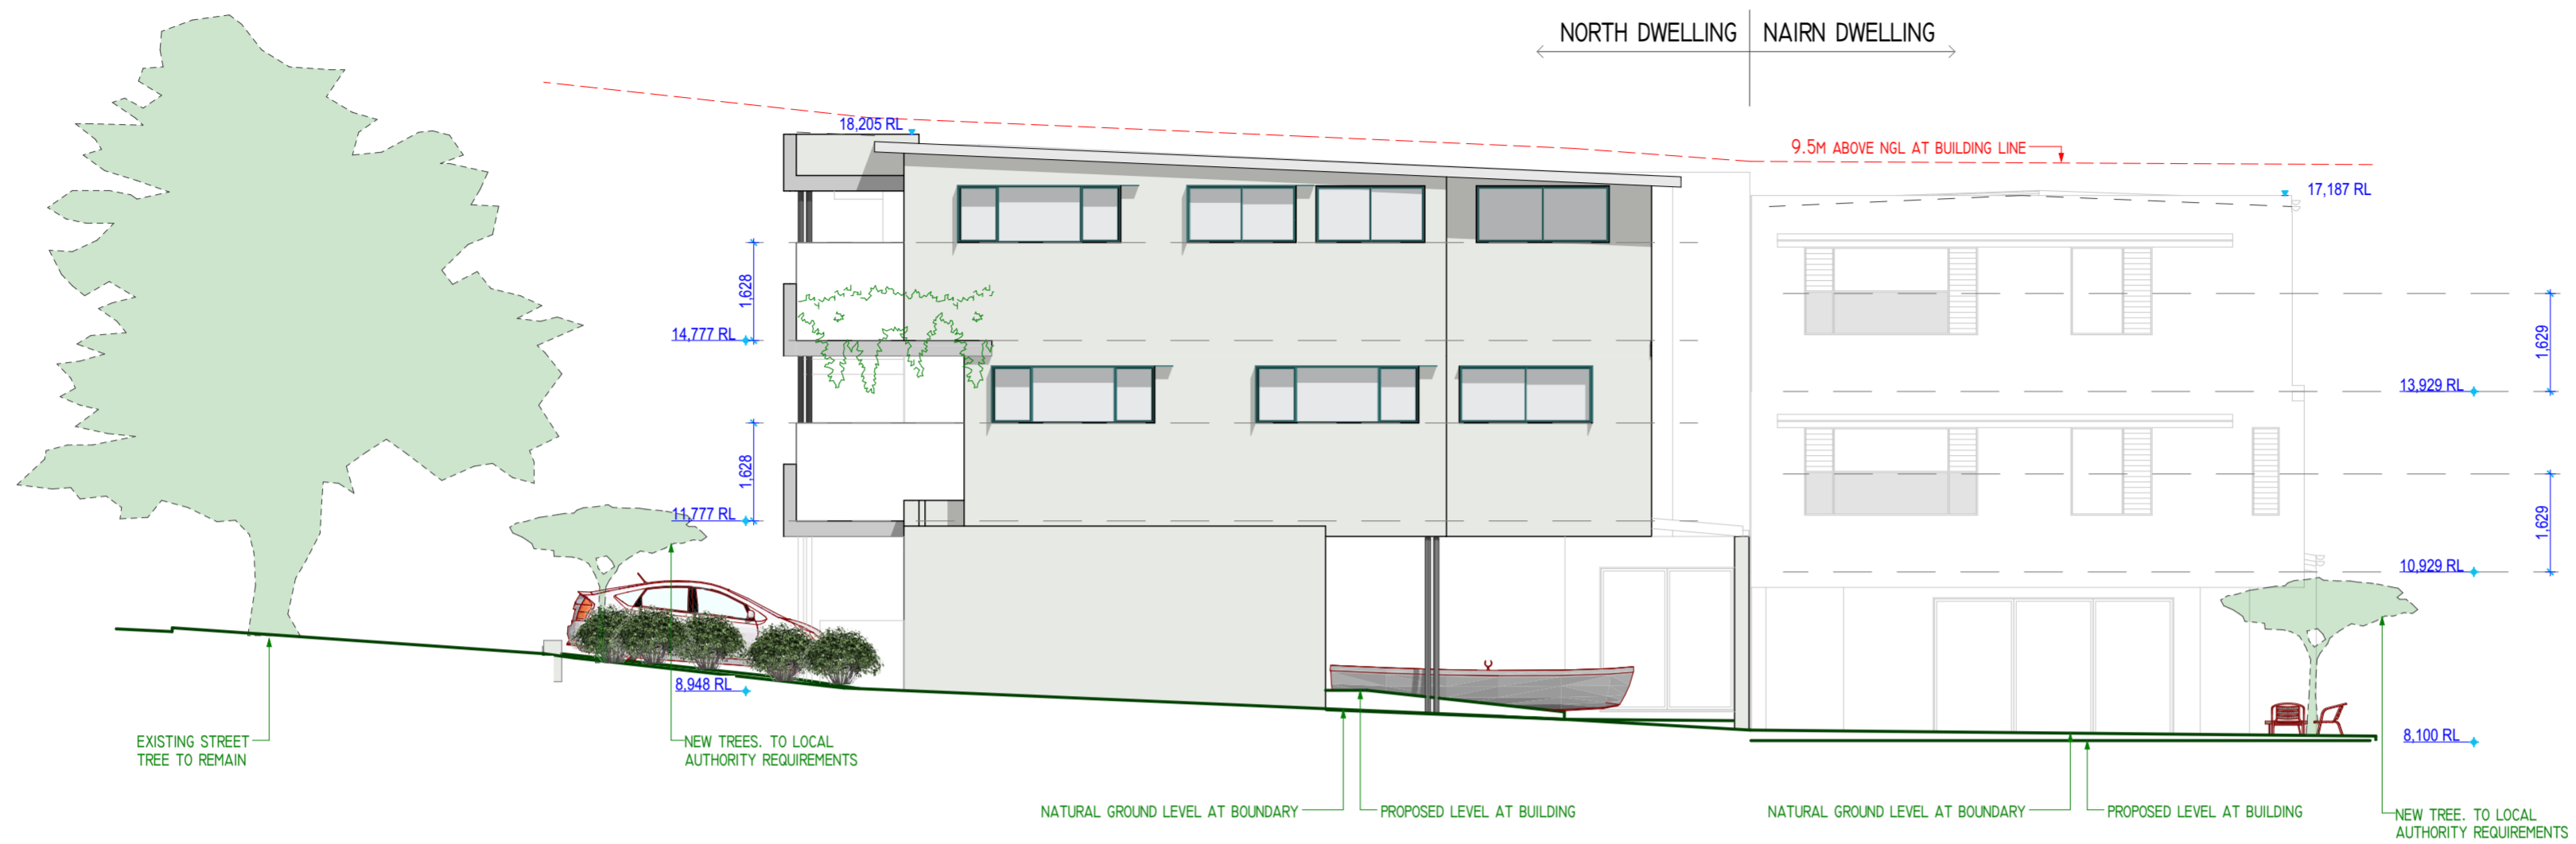 NORTH DWELLING
NAIRN DWELLING
18,205 RL
9.5M ABOVE NGL AT BUILDING LINE
17,187 RL
1,628
14,777 RL
1,629
13,929 RL
1,628
11,777 RL
1,629
10,929 RL
8,948 RL
8,100 RL
EXISTING STREET
TREE TO REMAIN
NEW TREES. TO LOCAL
AUTHORITY REQUIREMENTS
NATURAL GROUND LEVEL AT BOUNDARY
PROPOSED LEVEL AT BUILDING
NATURAL GROUND LEVEL AT BOUNDARY
PROPOSED LEVEL AT BUILDING
NEW TREE. TO LOCAL
AUTHORITY REQUIREMENTS